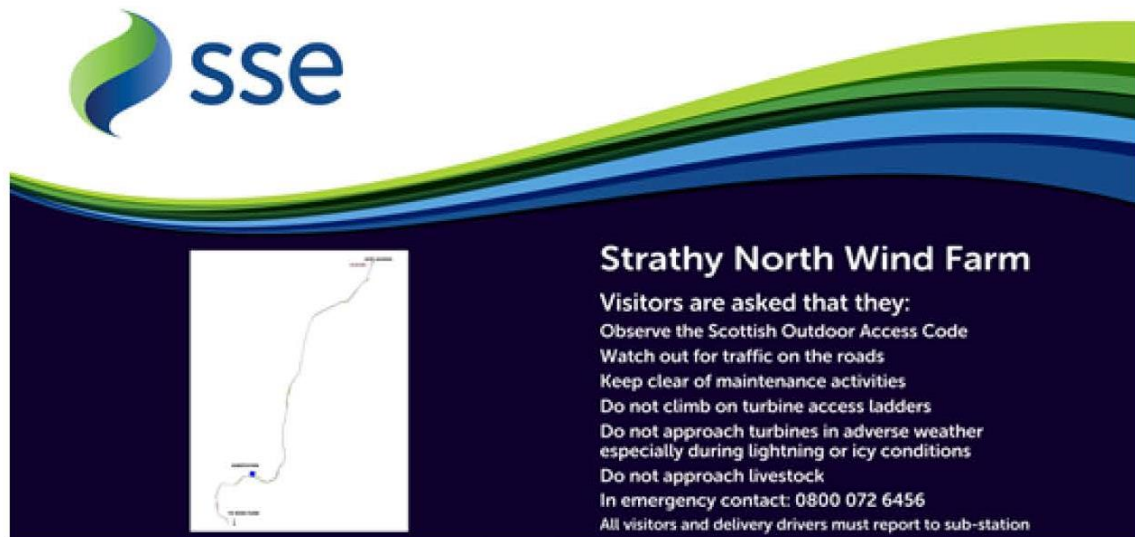 sse
Strathy North Wind Farm
Visitors are asked that they:
Observe the Scottish Outdoor Access Code
Watch out for traffic on the roads
Keep clear of maintenance activities
Do not climb on turbine access ladders
Do not approach turbines in adverse weather
especially during lightning or icy conditions
Do not approach livestock
In emergency contact: 0800 072 6456
All visitors and delivery drivers must report to sub-station